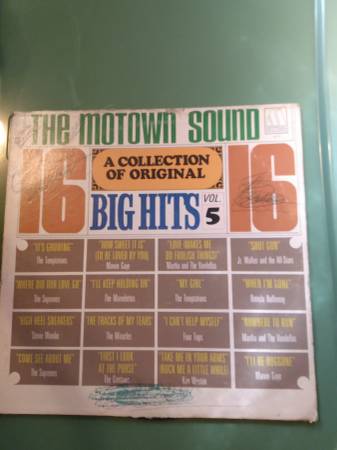 THE MOTOWN SOUND
16
A COLLECTION
OF ORIGINAL
16
BIG HITS VOL. 5
"IT'S GROWING"
The Temptations
"HOW SWEET IT IS
(TO BE LOVED BY YOU)"
Marvin Gaye
"LOVE (MAKES ME
DO FOOLISH THINGS)"
Martha and The Vandellas
"SHOT GUN"
Jr. Walker and the All Stars
"WHERE DID OUR LOVE GO"
The Supremes
"I'LL KEEP HOLDING ON"
The Marvelettes
"MY GIRL"
The Temptations
"WHEN I'M GONE"
Brenda Holloway
"HIGH HEEL SNEAKERS"
Stevie Wonder
"THE TRACKS OF MY TEARS"
The Miracles
"I CAN'T HELP MYSELF"
Four Tops
"NOWHERE TO RUN"
Martha and The Vandellas
"COME SEE ABOUT ME"
The Supremes
"FIRST I LOOK
AT THE PURSE"
The Contours
"TAKE ME IN YOUR ARMS
(ROCK ME A LITTLE WHILE)"
Kim Weston
"I'LL BE DOGGONE"
Marvin Gaye